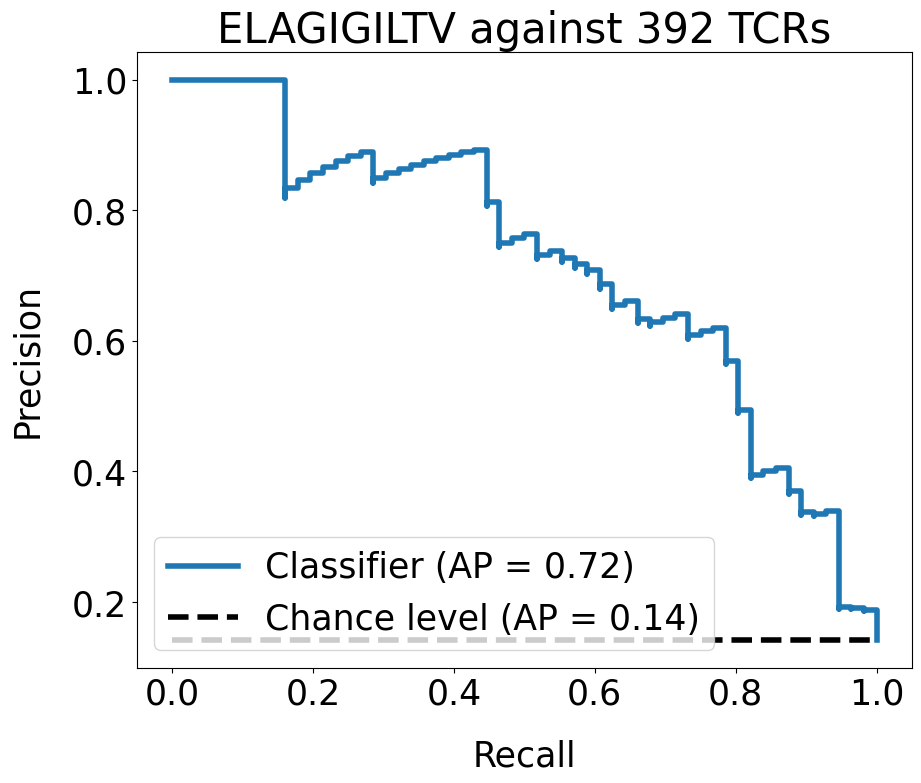 ELAGIGILTV against 392 TCRs
1.0
0.8
0.6
0.4
0.2
Precision
Classifier (AP = 0.72)
Chance level (AP = 0.14)
0.0 0.2 0.4 0.6 0.8 1.0
Recall